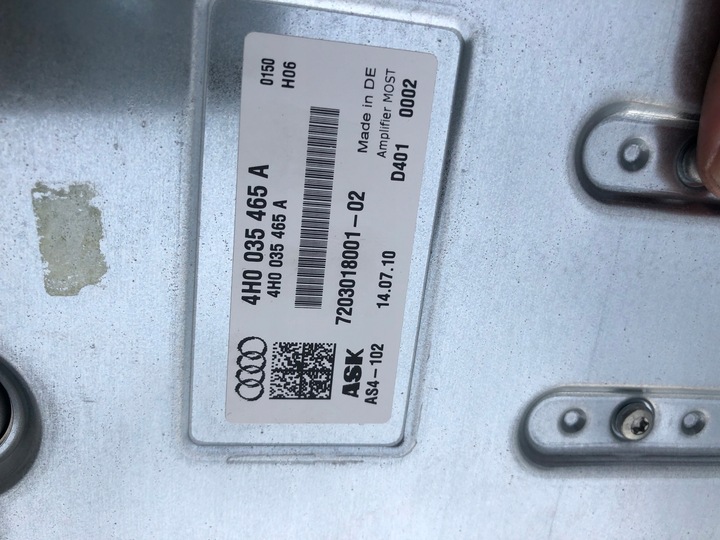 4H0 035 465 A
4H0 035 465 A
0150
H06
7203018001-02
Made in DE
Amplifier MOST
ASK
AS4-102
14.07.10
D401
0002